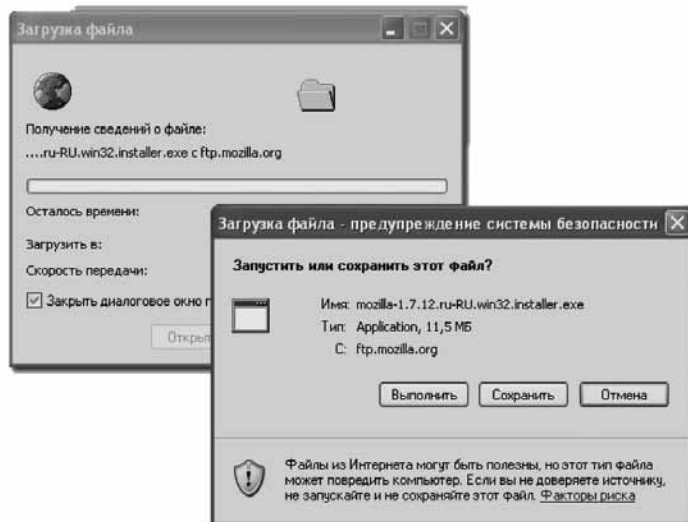 Загрузка файла
Получение сведений о файле:
....ru-RU.win32.installer.exe с ftp.mozilla.org
Осталось времени:
Загрузить в:
Скорость передачи:
Закрыть диалоговое окно
Загрузка файла - предупреждение системы безопасности
Запустить или сохранить этот файл?
Имя: mozilla-1.7.12.ru-RU.win32.installer.exe
Тип: Application, 11,5 МБ
С: ftp.mozilla.org
Выполнить Сохранить Отмена
Файлы из Интернета могут быть полезны, но этот тип файла
может повредить компьютер. Если вы не доверяете источнику,
не запускайте и не сохраняйте этот файл. Факторы риска